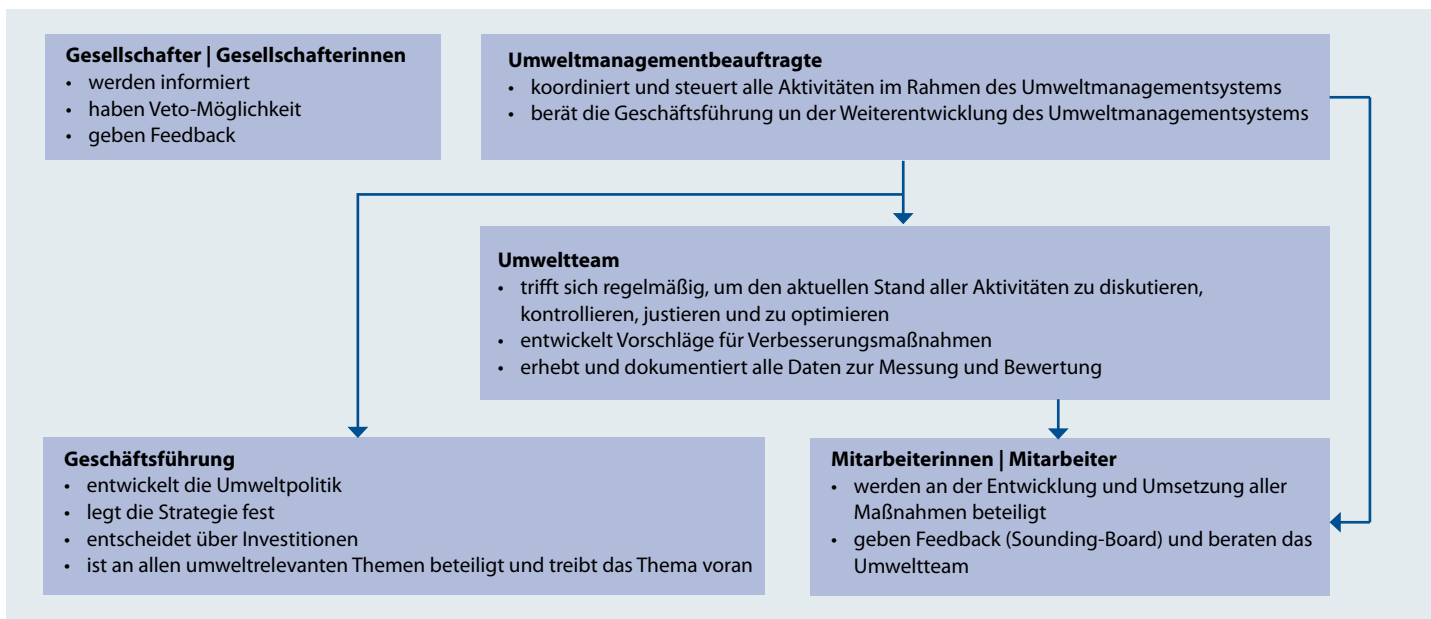 Gesellschafter | Gesellschafterinnen
• werden informiert
• haben Veto-Möglichkeit
• geben Feedback
Umweltmanagementbeauftragte
• koordiniert und steuert alle Aktivitäten im Rahmen des Umweltmanagementsystems
• berät die Geschäftsführung un der Weiterentwicklung des Umweltmanagementsystems
Umweltteam
• trifft sich regelmäßig, um den aktuellen Stand aller Aktivitäten zu diskutieren,
kontrollieren, justieren und zu optimieren
• entwickelt Vorschläge für Verbesserungsmaßnahmen
• erhebt und dokumentiert alle Daten zur Messung und Bewertung
Geschäftsführung
• entwickelt die Umweltpolitik
• legt die Strategie fest
• entscheidet über Investitionen
• ist an allen umweltrelevanten Themen beteiligt und treibt das Thema voran
Mitarbeiterinnen | Mitarbeiter
• werden an der Entwicklung und Umsetzung aller
Maßnahmen beteiligt
• geben Feedback (Sounding-Board) und beraten das
Umweltteam